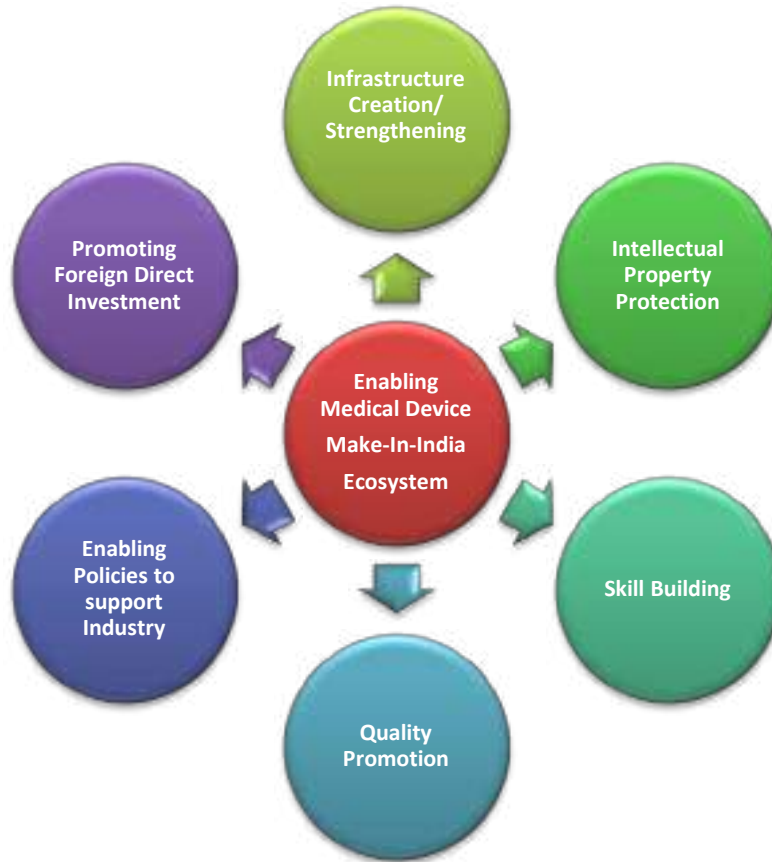 Infrastructure
Creation/
Strengthening
Promoting
Foreign Direct
Investment
Intellectual
Property
Protection
Enabling
Medical Device
Make-In-India
Ecosystem
Enabling
Policies to
support
Industry
Skill Building
Quality
Promotion